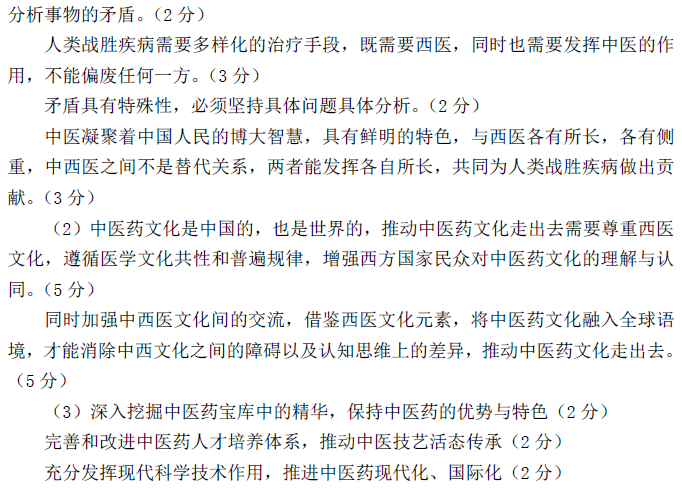 分析事物的矛盾。（2 分）
人类战胜疾病需要多样化的治疗手段，既需要西医，同时也需要发挥中医的作
用，不能偏废任何一方。（3 分）
矛盾具有特殊性，必须坚持具体问题具体分析。（2 分）
中医凝聚着中国人民的博大智慧，具有鲜明的特色，与西医各有所长，各有侧
重，中西医之间不是替代关系，两者能发挥各自所长，共同为人类战胜疾病做出贡
献。（3 分）
（2）中医药文化是中国的，也是世界的，推动中医药文化走出去需要尊重西医
文化，遵循医学文化共性和普遍规律，增强西方国家民众对中医药文化的理解与认
同。（5 分）
同时加强中西医文化间的交流，借鉴西医文化元素，将中医药文化融入全球语
境，才能消除中西文化之间的障碍以及认知思维上的差异，推动中医药文化走出去。
（5 分）
（3）深入挖掘中医药宝库中的精华，保持中医药的优势与特色（2 分）
完善和改进中医药人才培养体系，推动中医技艺活态传承（2 分）
充分发挥现代科学技术作用，推进中医药现代化、国际化（2 分）